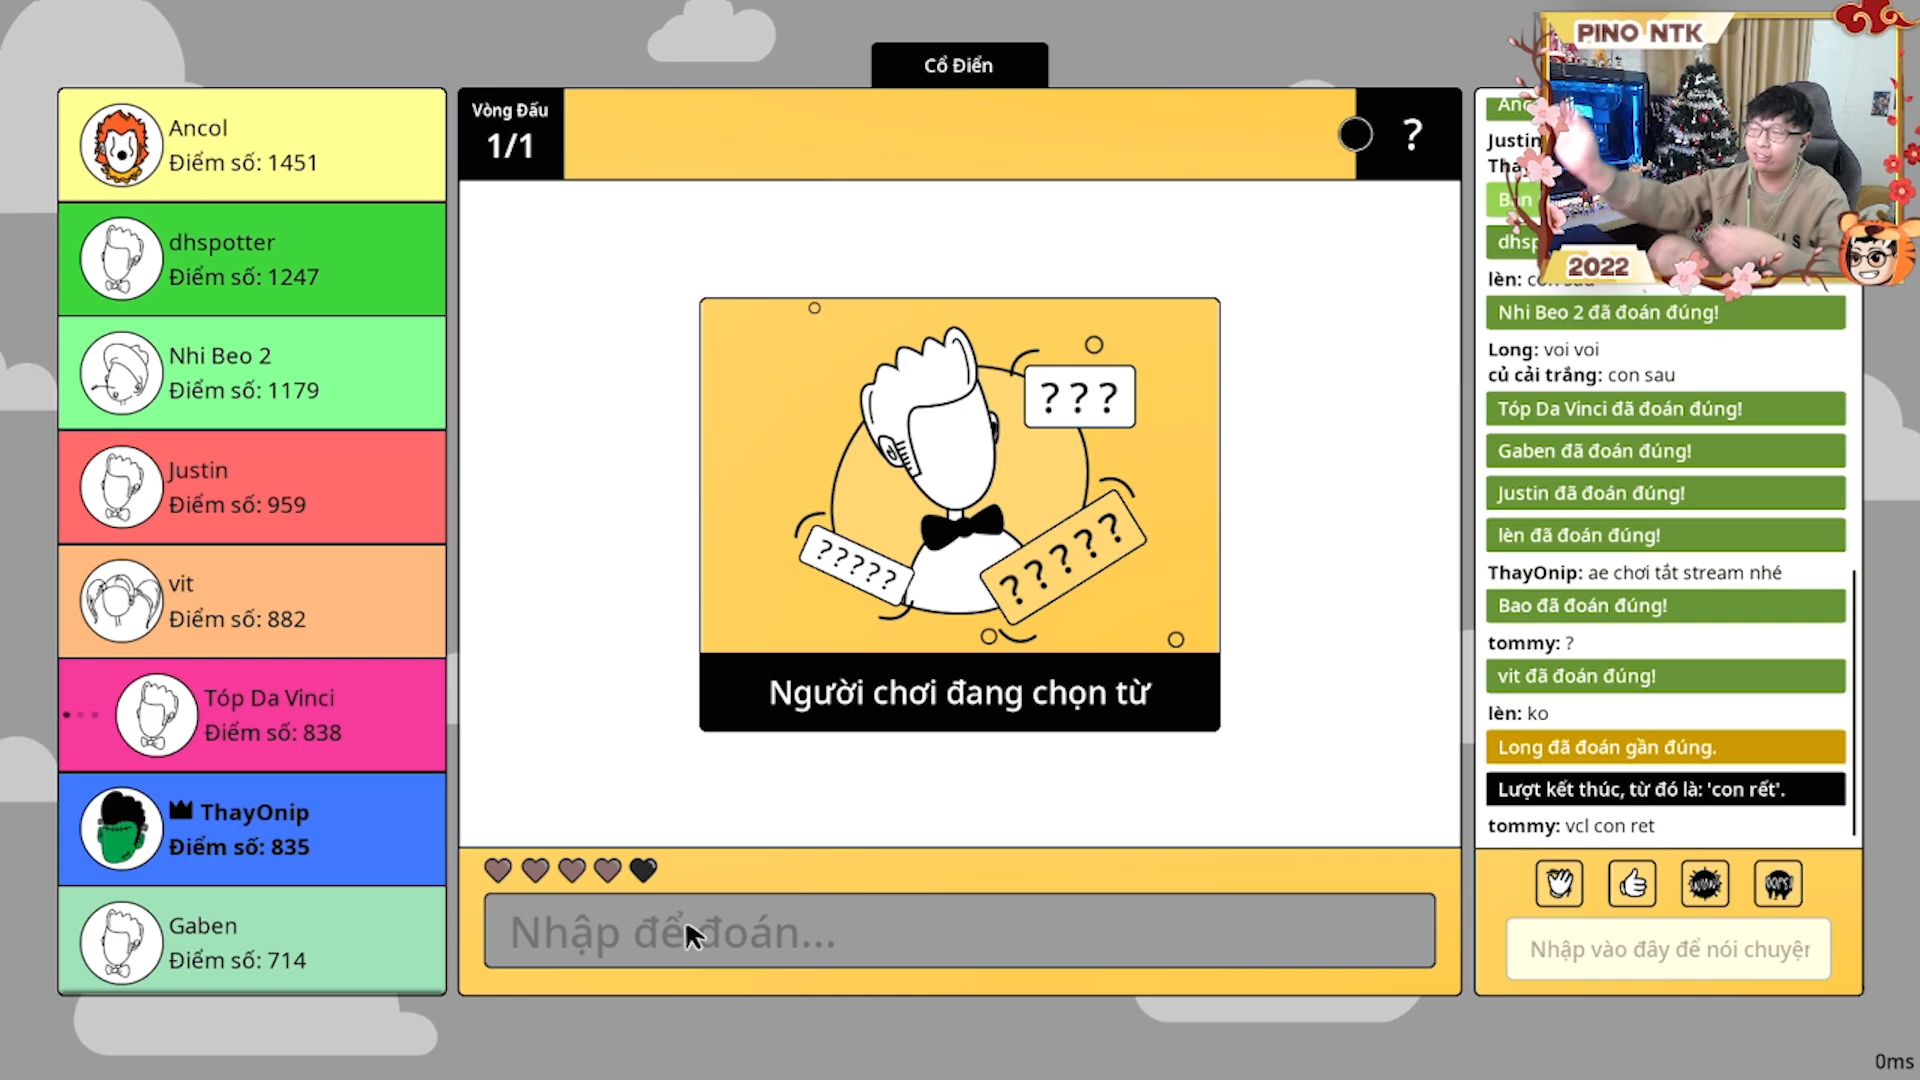 Cổ Điển
PINO NTK
2022
Ancol
Điểm số: 1451
dhspotter
Điểm số: 1247
Nhi Beo 2
Điểm số: 1179
Justin
Điểm số: 959
vit
Điểm số: 882
Tóp Da Vinci
Điểm số: 838
ThayOnip
Điểm số: 835
Gaben
Điểm số: 714
Vòng Đấu
1/1
?
???
?????
?????
Người chơi đang chọn từ
Nhập để đoán...
Justin
lèn:
Nhi Beo 2 đã đoán đúng!
Long: voi voi
củ cải trắng: con sau
Tóp Da Vinci đã đoán đúng!
Gaben đã đoán đúng!
Justin đã đoán đúng!
lèn đã đoán đúng!
ThayOnip: ae chơi tắt stream nhé
Bao đã đoán đúng!
tommy: ?
vit đã đoán đúng!
lèn: ko
Long đã đoán gần đúng.
Lượt kết thúc, từ đó là: 'con rết'.
tommy: vcl con ret
WOW!
OOPS!
Nhập vào đây để nói chuyện
0ms